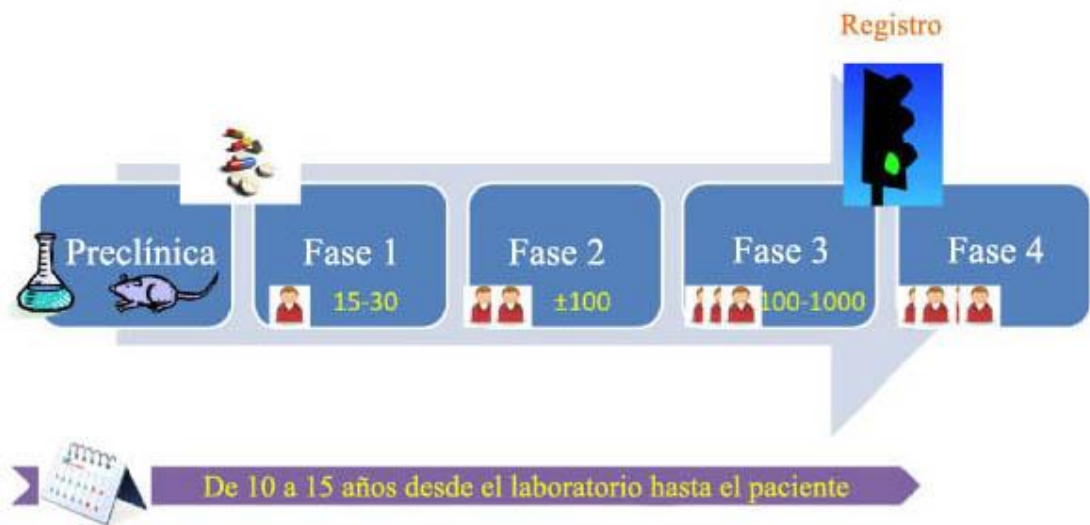 Registro
Preclínica
Fase 1
15-30
Fase 2
±100
Fase 3
100-1000
Fase 4
De 10 a 15 años desde el laboratorio hasta el paciente